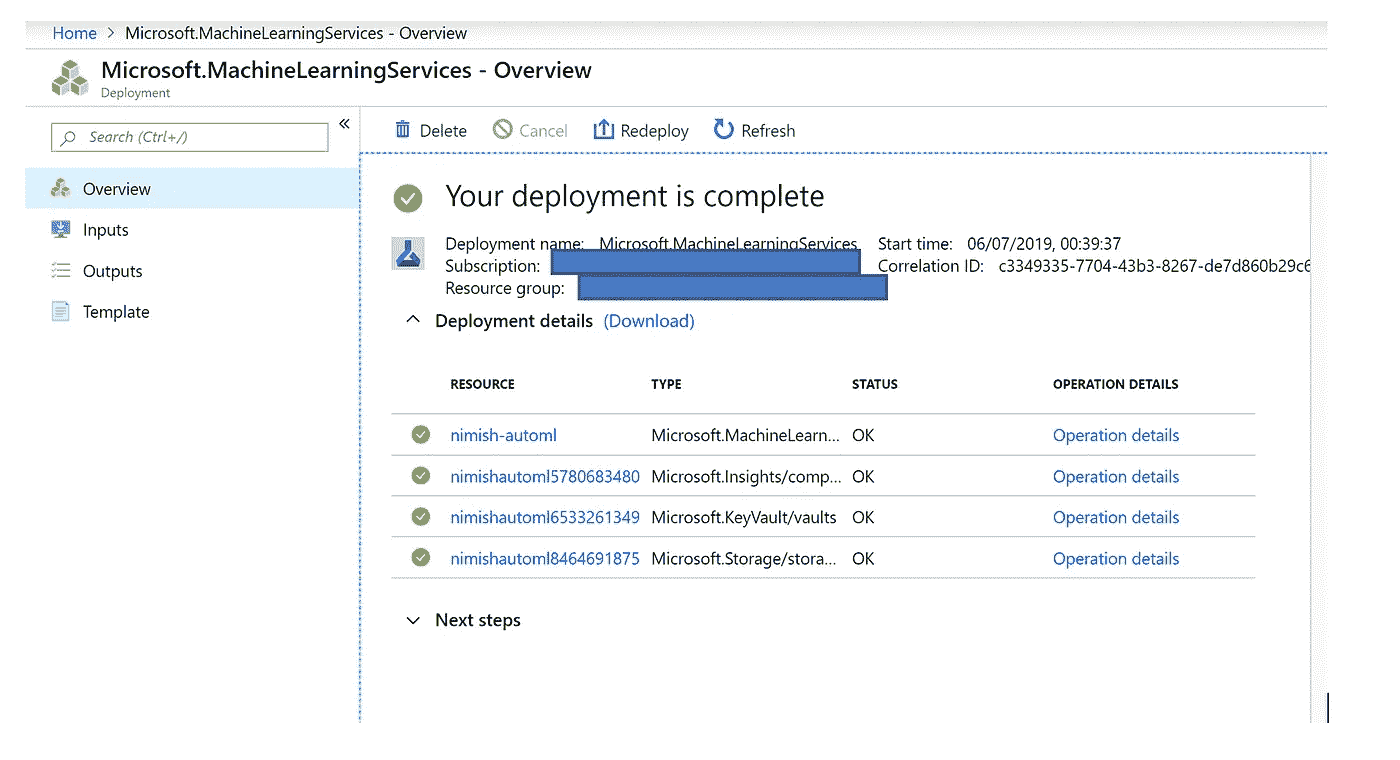 Home > Microsoft.MachineLearningServices - Overview
Microsoft.MachineLearningServices - Overview
Deployment
Search (Ctrl+/)
«
Delete Cancel Redeploy Refresh
Overview
Inputs
Outputs
Template
Your deployment is complete
Deployment name: Microsoft.MachineLearningServices Start time: 06/07/2019, 00:39:37
Subscription: Correlation ID: c3349335-7704-43b3-8267-de7d860b29c6
Resource group:
Deployment details (Download)
RESOURCE TYPE STATUS OPERATION DETAILS
nimish-automl Microsoft.MachineLearn... OK Operation details
nimishautoml5780683480 Microsoft.Insights/comp... OK Operation details
nimishautoml6533261349 Microsoft.KeyVault/vaults OK Operation details
nimishautoml8464691875 Microsoft.Storage/stora... OK Operation details
Next steps